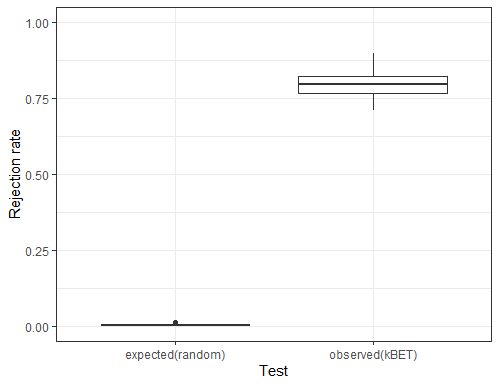 1.00
0.75
0.50
0.25
0.00
Rejection rate
expected(random)
observed(kBET)
Test